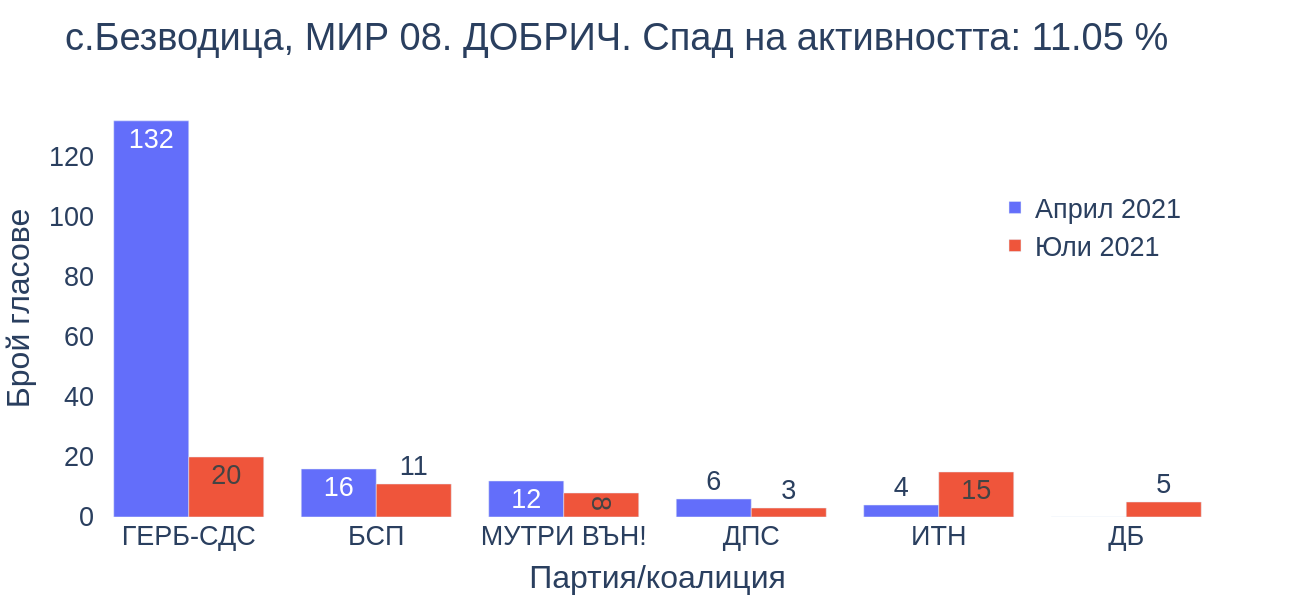 с.Безводица, МИР 08. ДОБРИЧ. Спад на активността: 11.05 %
Брой гласове
120
100
80
60
40
20
0
132
20
16
11
12
8
6
3
4
15
5
Април 2021
Юли 2021
ГЕРБ-СДС
БСП
МУТРИ ВЪН!
ДПС
ИТН
ДБ
Партия/коалиция